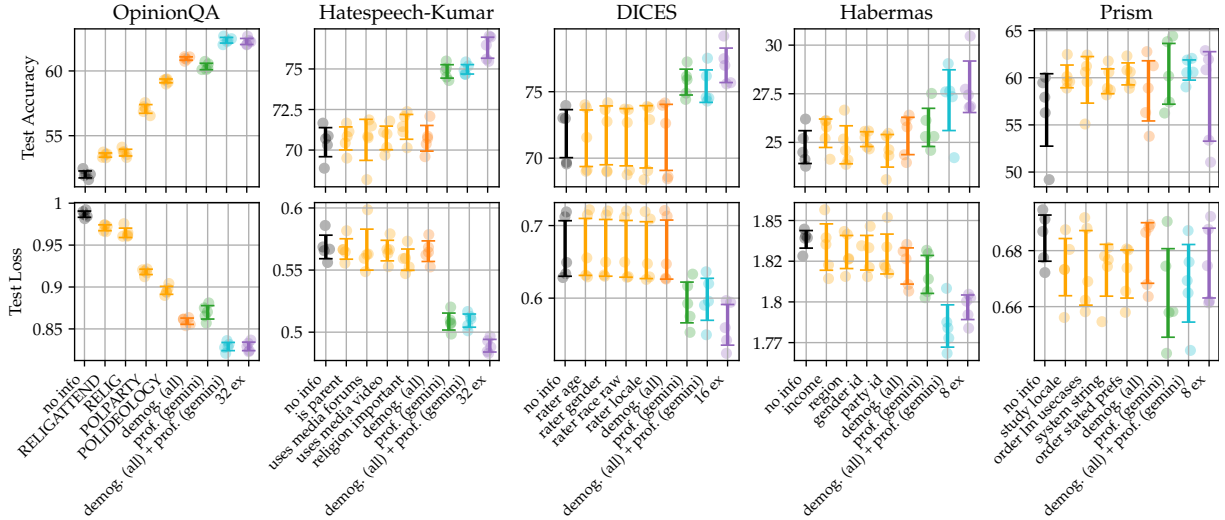 OpinionQA
Hatespeech-Kumar
DICES
Habermas
Prism
Test Accuracy
60
55
75
72.5
70
75
70
30
27.5
25
65
60
55
50
Test Loss
1
0.95
0.9
0.85
0.6
0.55
0.5
0.7
0.6
1.85
1.82
1.8
1.77
0.68
0.66
no info
RELIGATTEND
RELIG
POLPARTY
POLIDEOLOGY
demog. (all)
prof. (gemini)
demog. (all) + prof. (gemini)
32 ex
no info
is parent
uses media forums
uses media video
religion important
demog. (all)
prof. (gemini)
demog. (all) + prof. (gemini)
32 ex
no info
rater age
rater gender
rater race raw
rater locale
demog. (all)
prof. (gemini)
demog. (all) + prof. (gemini)
16 ex
no info
income
region
gender id
party id
demog. (all)
prof. (gemini)
demog. (all) + prof. (gemini)
8 ex
no info
study locale
order lm usecases
system string
order stated prefs
demog. (all)
prof. (gemini)
demog. (all) + prof. (gemini)
8 ex